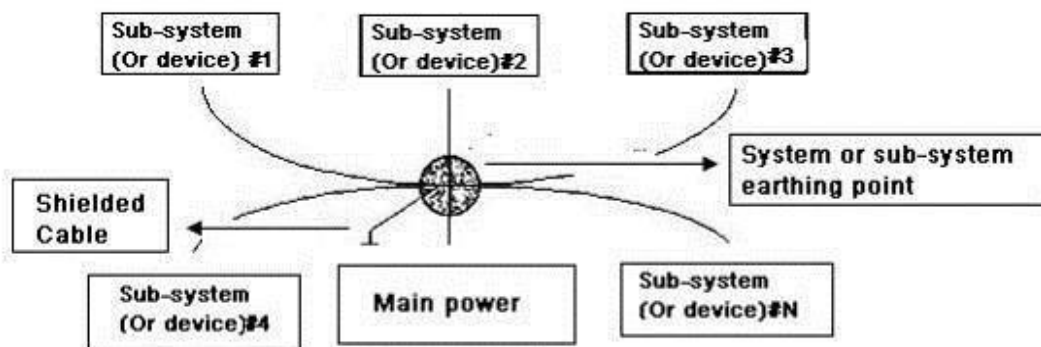 Sub-system
(Or device) #1
Sub-system
(Or device)#2
Sub-system
(Or device)#3
System or sub-system
earthing point
Shielded
Cable
Sub-system
(Or device)#4
Main power
Sub-system
(Or device)#N